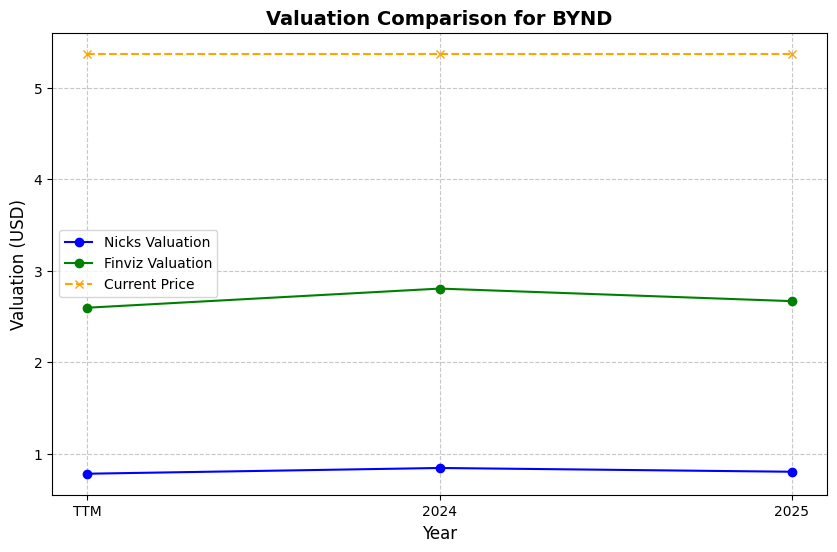 Valuation Comparison for BYND
Valuation (USD)
5
4
3
2
1
Nicks Valuation
Finviz Valuation
Current Price
TTM
2024
2025
Year